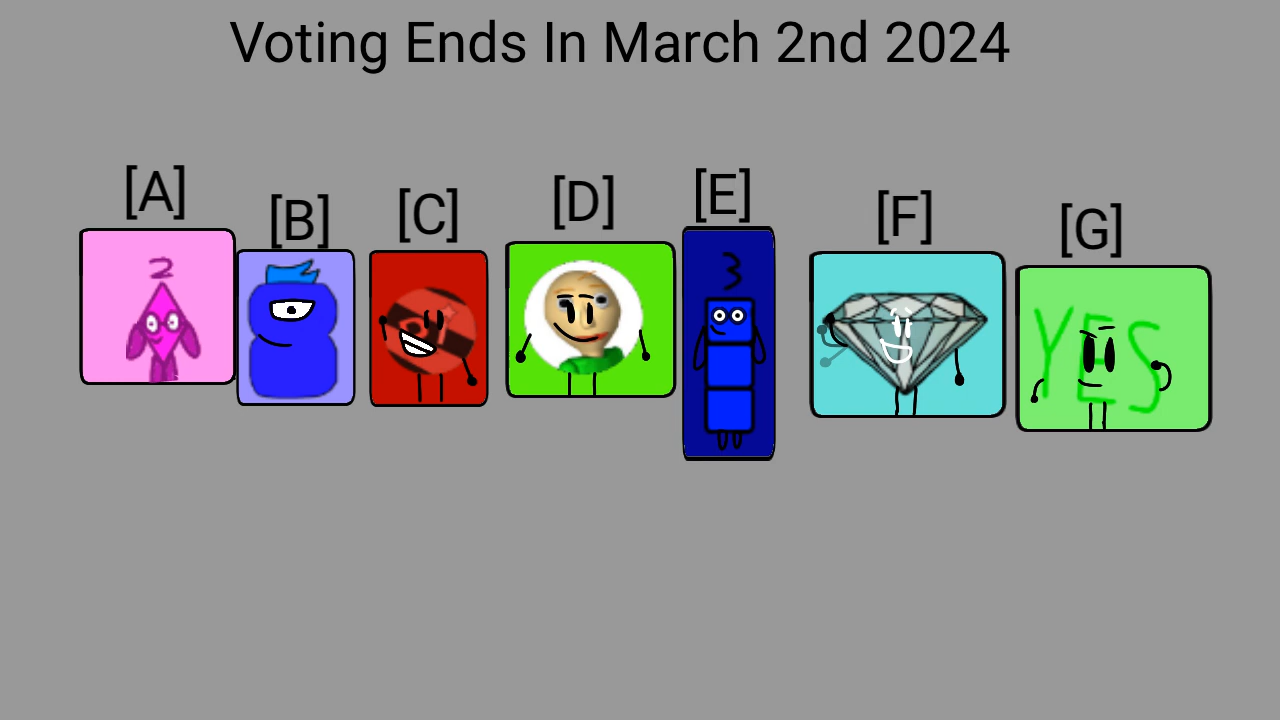 Voting Ends In March 2nd 2024
[A]
[B]
[C]
[D]
[E]
[F]
[G]
2
3
YES